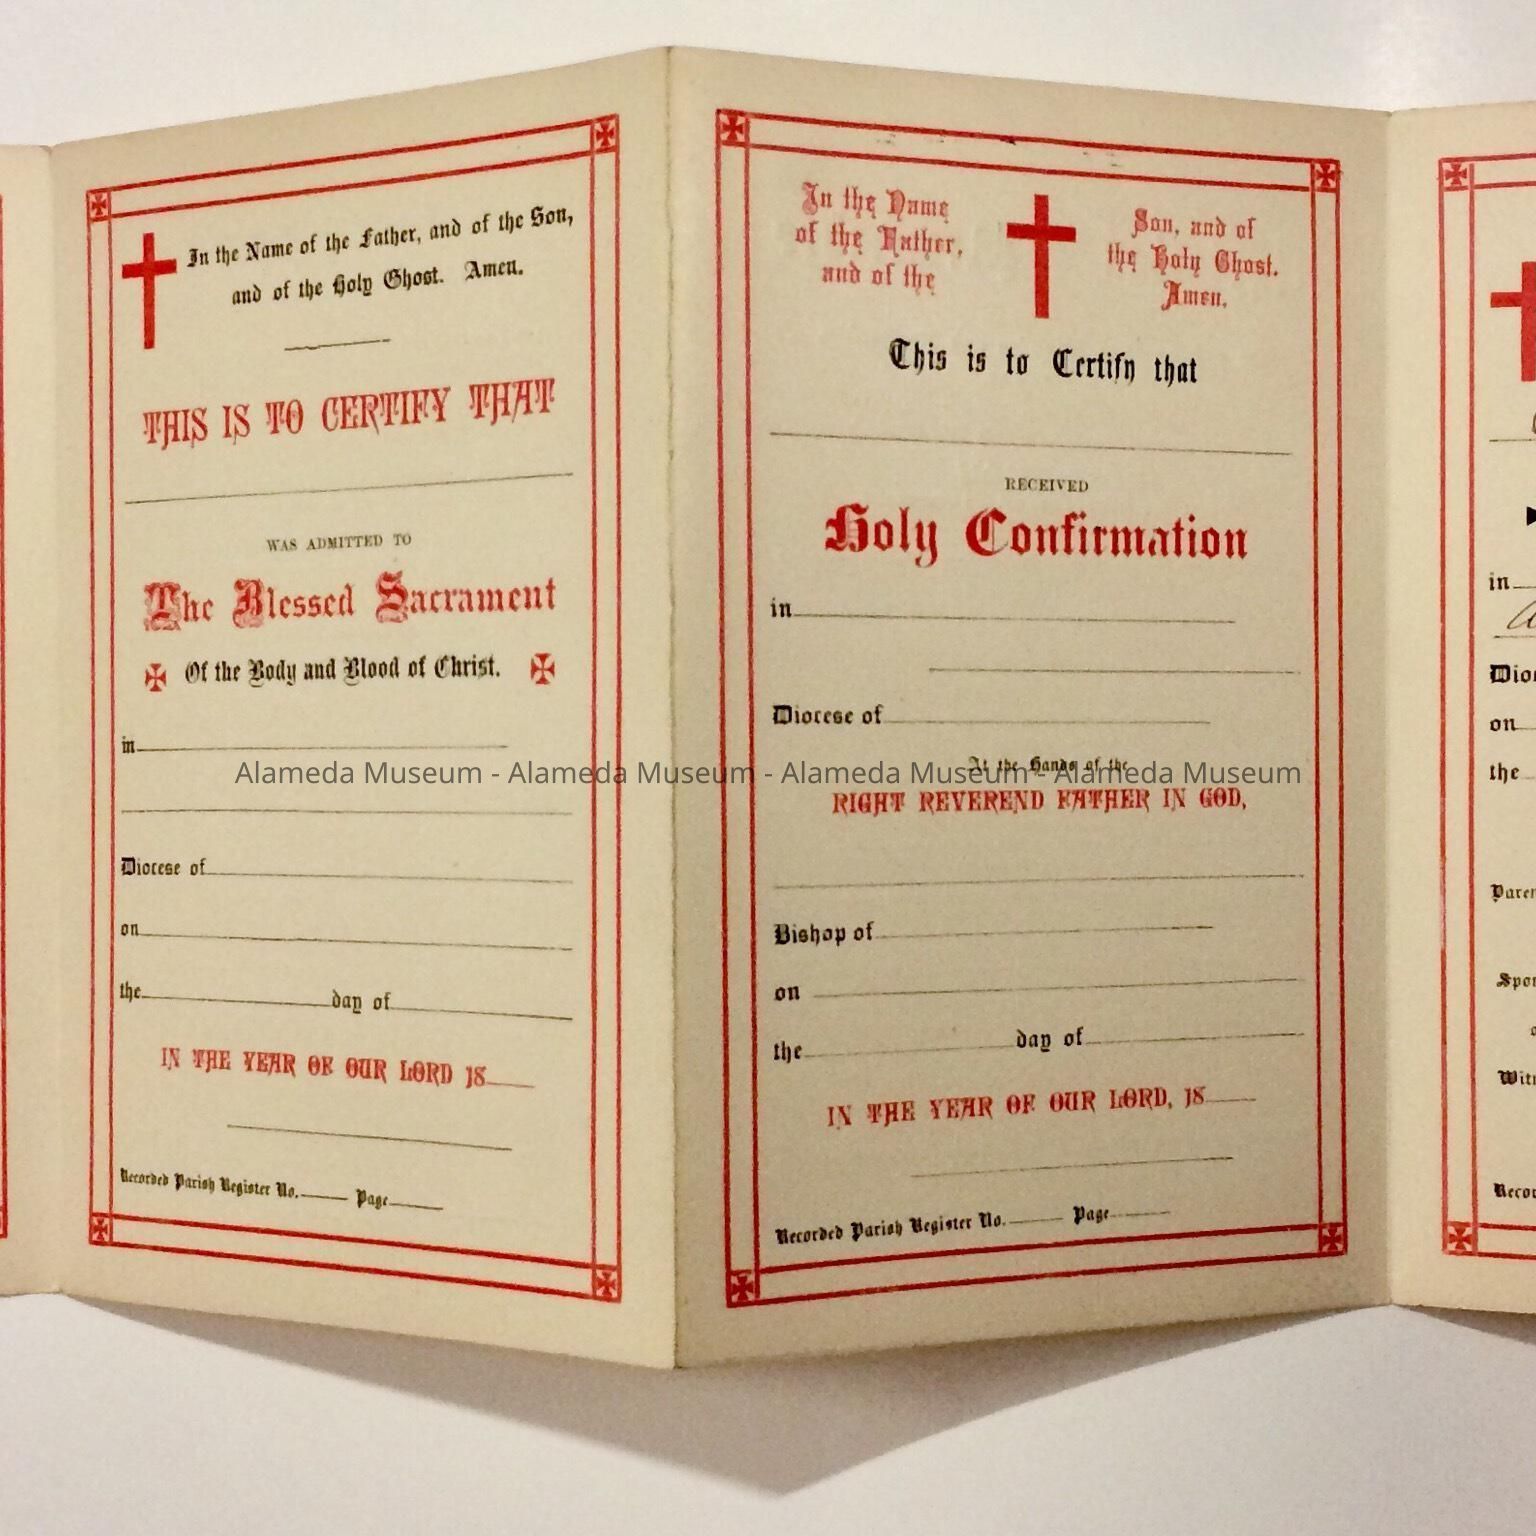 In the Name of the Father, and of the Son,
and of the Holy Ghost. Amen.
THIS IS TO CERTIFY THAT
WAS ADMITTED TO
The Blessed Sacrament
Of the Body and Blood of Christ.
in
Diocese of
on
the day of
IN THE YEAR OF OUR LORD 18
Recorded Parish Register No. Page
In the Name
of the Father,
and of the
Son, and of
the Holy Ghost.
Amen.
This is to Certify that
RECEIVED
Holy Confirmation
in
Diocese of
At the Hands of the
RIGHT REVEREND FATHER IN GOD,
Bishop of
on
the day of
IN THE YEAR OF OUR LORD, 18
Recorded Parish Register No. Page
in
on
the
Alameda Museum - Alameda Museum - Alameda Museum - Alameda Museum